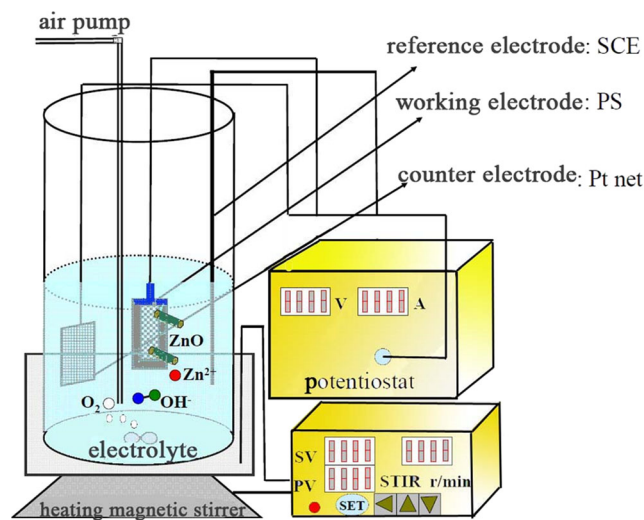 air pump
reference electrode: SCE
working electrode: PS
counter electrode: Pt net
V A
ZnO
Zn²⁺
O₂ OH⁻
potentiostat
electrolyte
SV
PV STIR r/min
SET
heating magnetic stirrer